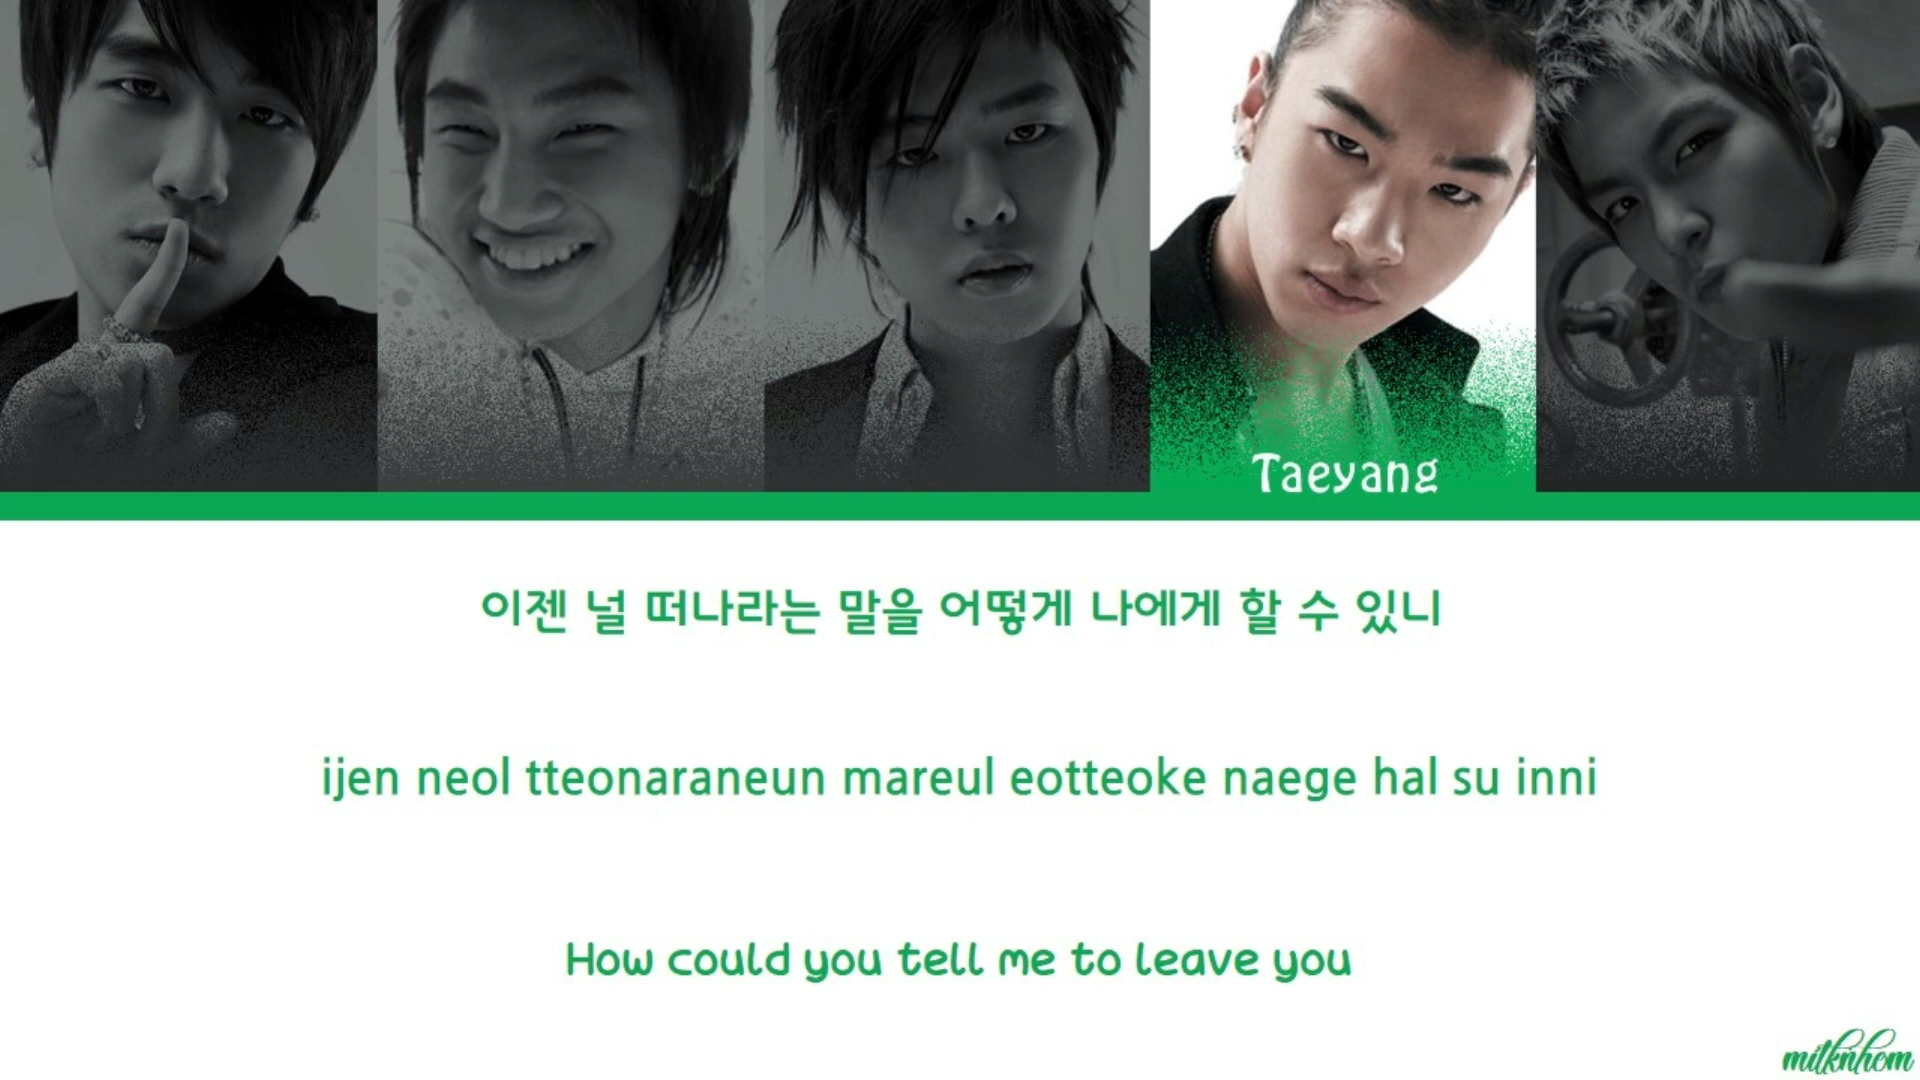 Taeyang
이젠 널 떠나라는 말을 어떻게 나에게 할 수 있니
ijen neol tteonaraneun mareul eotteoke naege hal su inni
How could you tell me to leave you
mitknhem